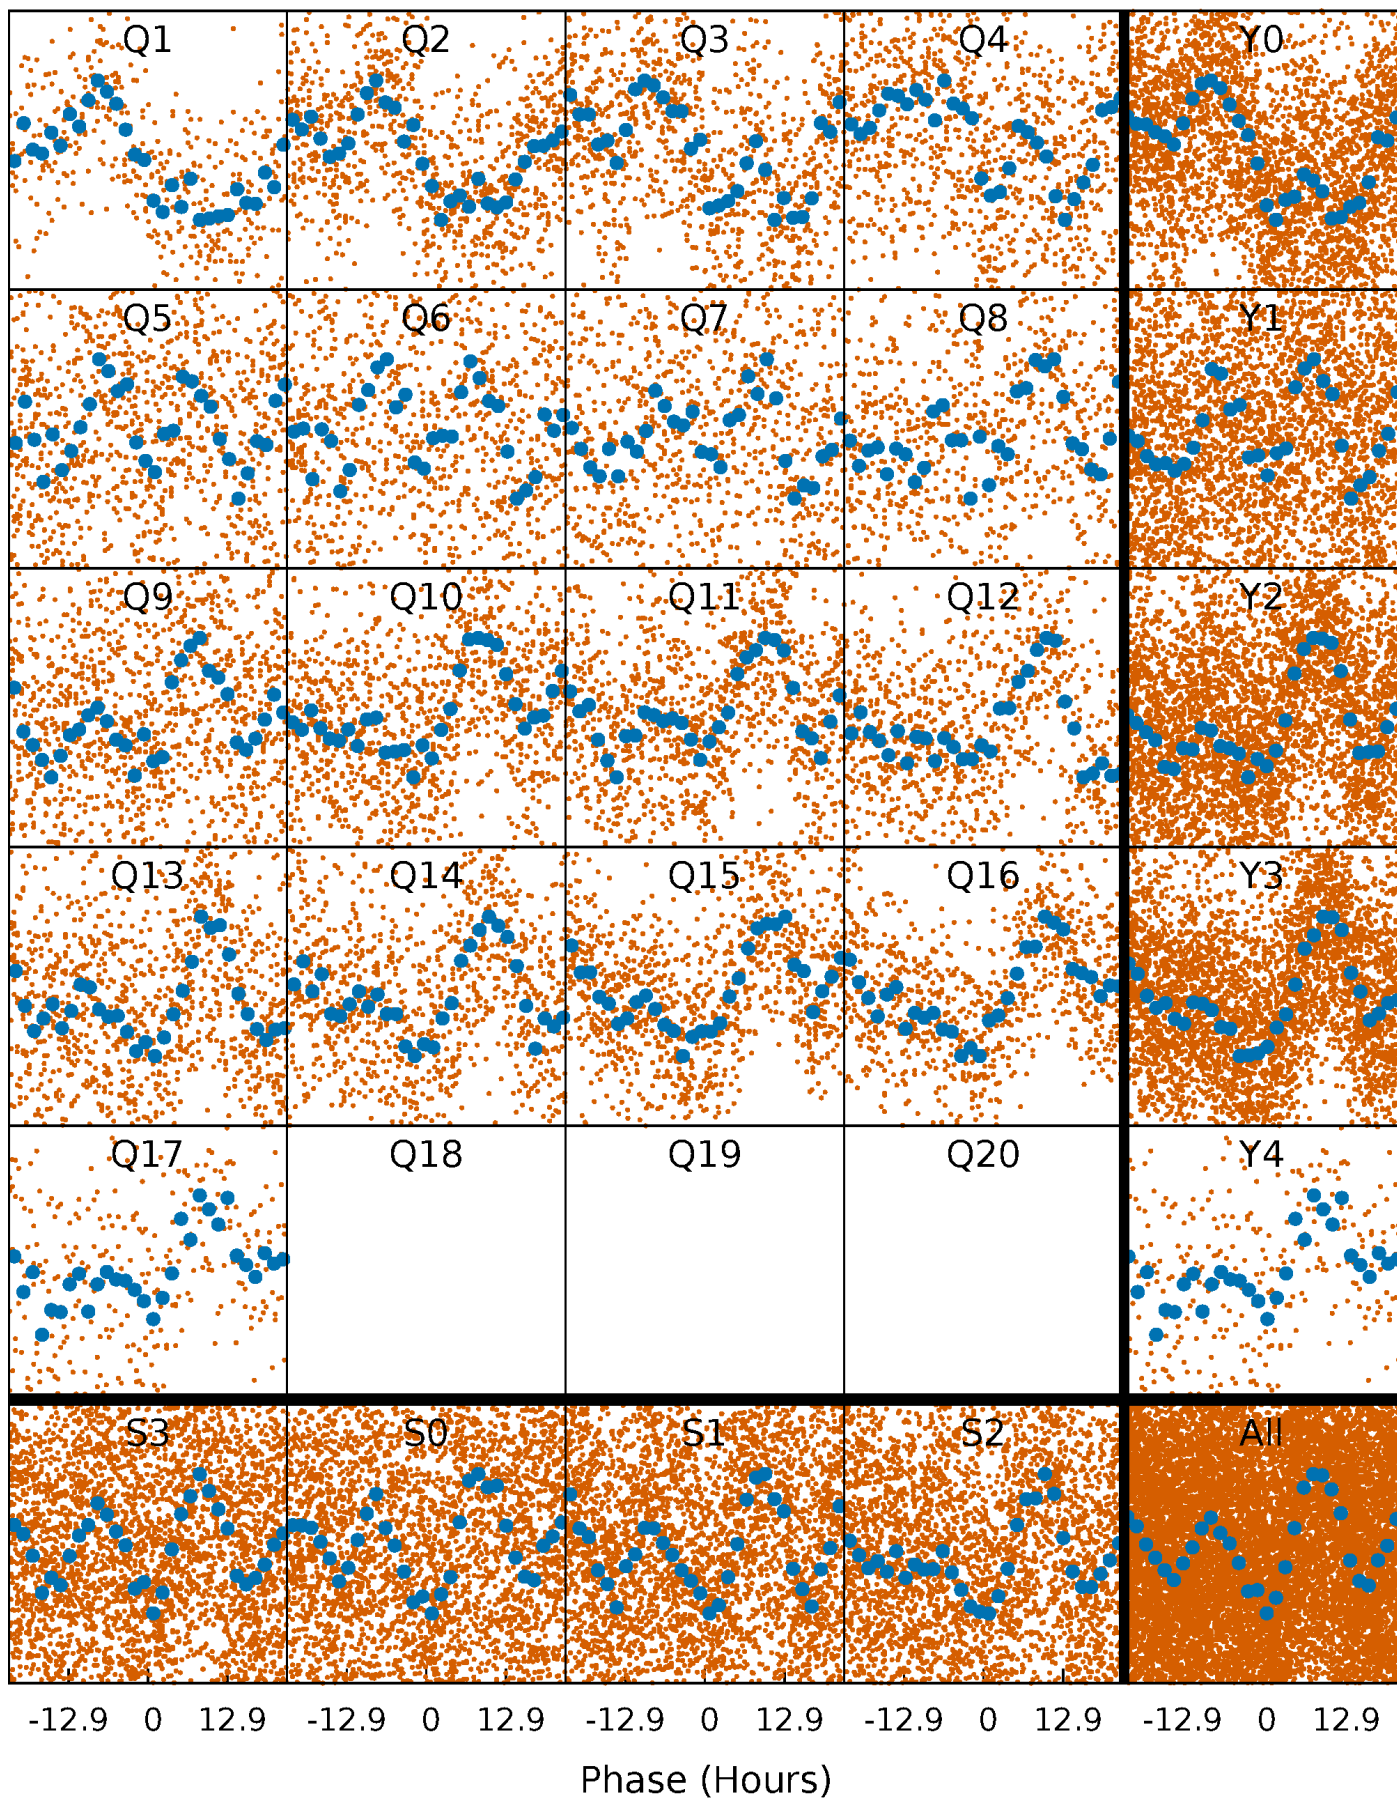 Q1 Q2 Q3 Q4 Y0
Q5 Q6 Q7 Q8 Y1
Q9 Q10 Q11 Q12 Y2
Q13 Q14 Q15 Q16 Y3
Q17 Q18 Q19 Q20 Y4
S3 S0 S1 S2 All
-12.9 0 12.9 -12.9 0 12.9 -12.9 0 12.9 -12.9 0 12.9 -12.9 0 12.9
Phase (Hours)